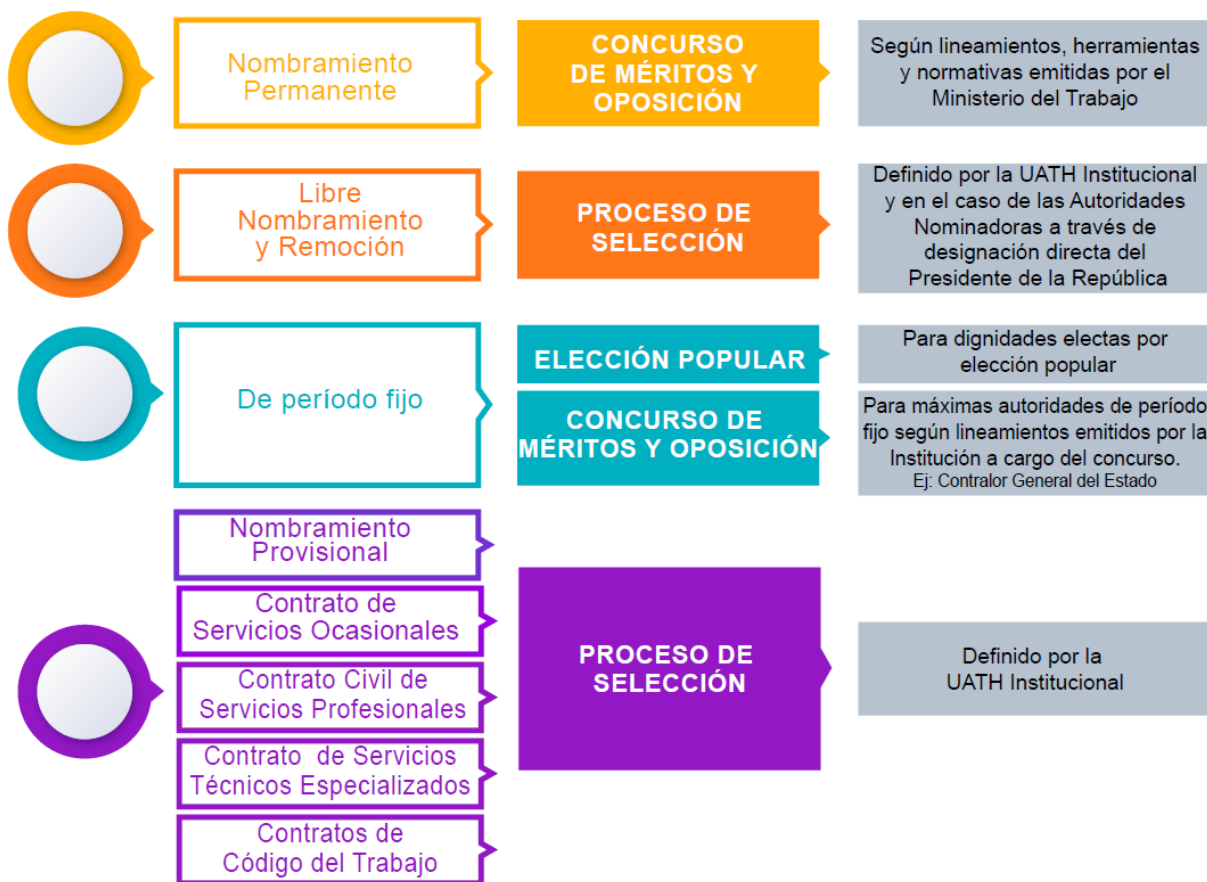 Nombramiento
Permanente
CONCURSO
DE MÉRITOS Y
OPOSICIÓN
Según lineamientos, herramientas
y normativas emitidas por el
Ministerio del Trabajo
Libre
Nombramiento
y Remoción
PROCESO DE
SELECCIÓN
Definido por la UATH Institucional
y en el caso de las Autoridades
Nominadoras a través de
designación directa del
Presidente de la República
De período fijo
ELECCIÓN POPULAR
Para dignidades electas por
elección popular
CONCURSO DE
MÉRITOS Y OPOSICIÓN
Para máximas autoridades de período
fijo según lineamientos emitidos por la
Institución a cargo del concurso.
Ej: Contralor General del Estado
Nombramiento
Provisional
Contrato de
Servicios Ocasionales
Contrato Civil de
Servicios Profesionales
Contrato de Servicios
Técnicos Especializados
Contratos de
Código del Trabajo
PROCESO DE
SELECCIÓN
Definido por la
UATH Institucional